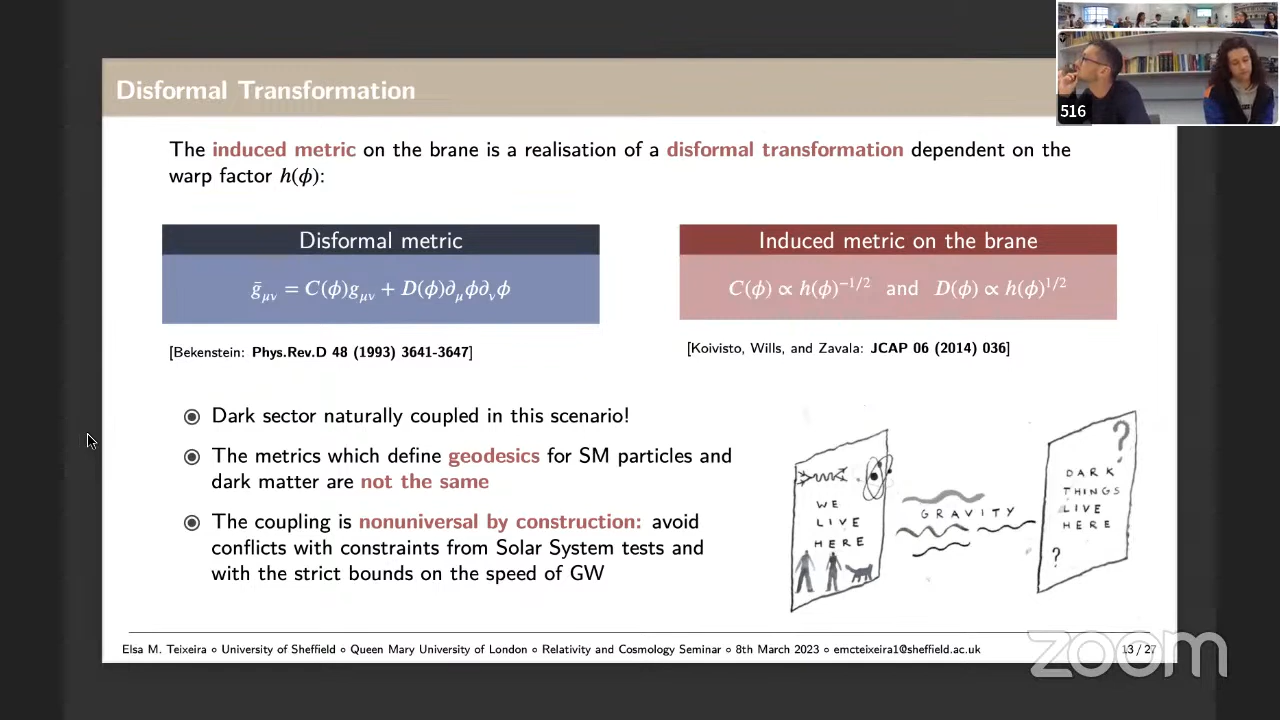 516
Disformal Transformation
The induced metric on the brane is a realisation of a disformal transformation dependent on the
warp factor h(ϕ):
Disformal metric
ḡμν = C(ϕ)gμν + D(ϕ)∂μϕ∂νϕ
[Bekenstein: Phys.Rev.D 48 (1993) 3641-3647]
Induced metric on the brane
C(ϕ) ∝ h(ϕ)−1/2 and D(ϕ) ∝ h(ϕ)1/2
[Koivisto, Wills, and Zavala: JCAP 06 (2014) 036]
Dark sector naturally coupled in this scenario!
The metrics which define geodesics for SM particles and
dark matter are not the same
The coupling is nonuniversal by construction: avoid
conflicts with constraints from Solar System tests and
with the strict bounds on the speed of GW
WE
LIVE
HERE
GRAVITY
?
DARK
THINGS
LIVE
HERE
?
Elsa M. Teixeira ∘ University of Sheffield ∘ Queen Mary University of London ∘ Relativity and Cosmology Seminar ∘ 8th March 2023 ∘ emcteixeira1@sheffield.ac.uk
13 / 27
zoom